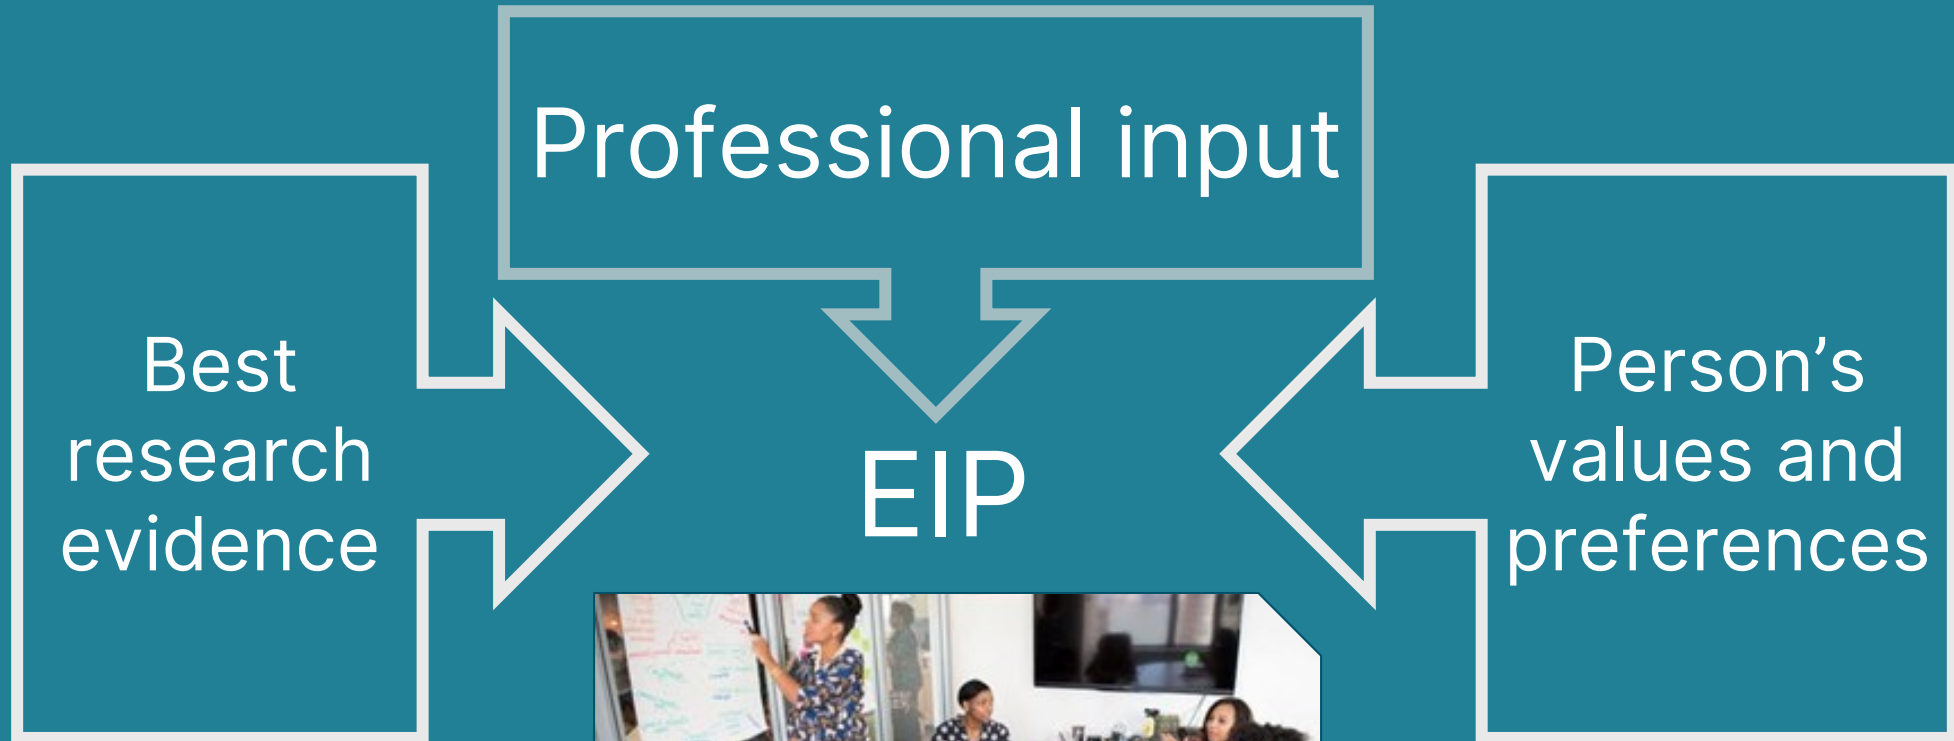 Professional input
Best
research
evidence
EIP
Person’s
values and
preferences